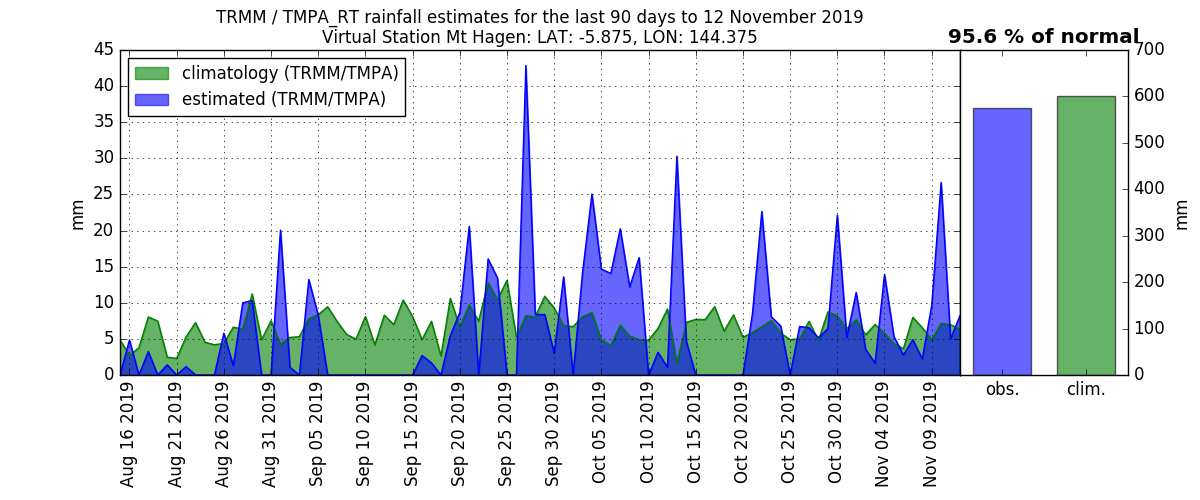 TRMM / TMPA_RT rainfall estimates for the last 90 days to 12 November 2019
Virtual Station Mt Hagen: LAT: -5.875, LON: 144.375
95.6 % of normal
climatology (TRMM/TMPA)
estimated (TRMM/TMPA)
45
40
35
30
25
20
15
10
5
0
mm
Aug 16 2019
Aug 21 2019
Aug 26 2019
Aug 31 2019
Sep 05 2019
Sep 10 2019
Sep 15 2019
Sep 20 2019
Sep 25 2019
Sep 30 2019
Oct 05 2019
Oct 10 2019
Oct 15 2019
Oct 20 2019
Oct 25 2019
Oct 30 2019
Nov 04 2019
Nov 09 2019
700
600
500
400
300
200
100
0
mm
obs.
clim.